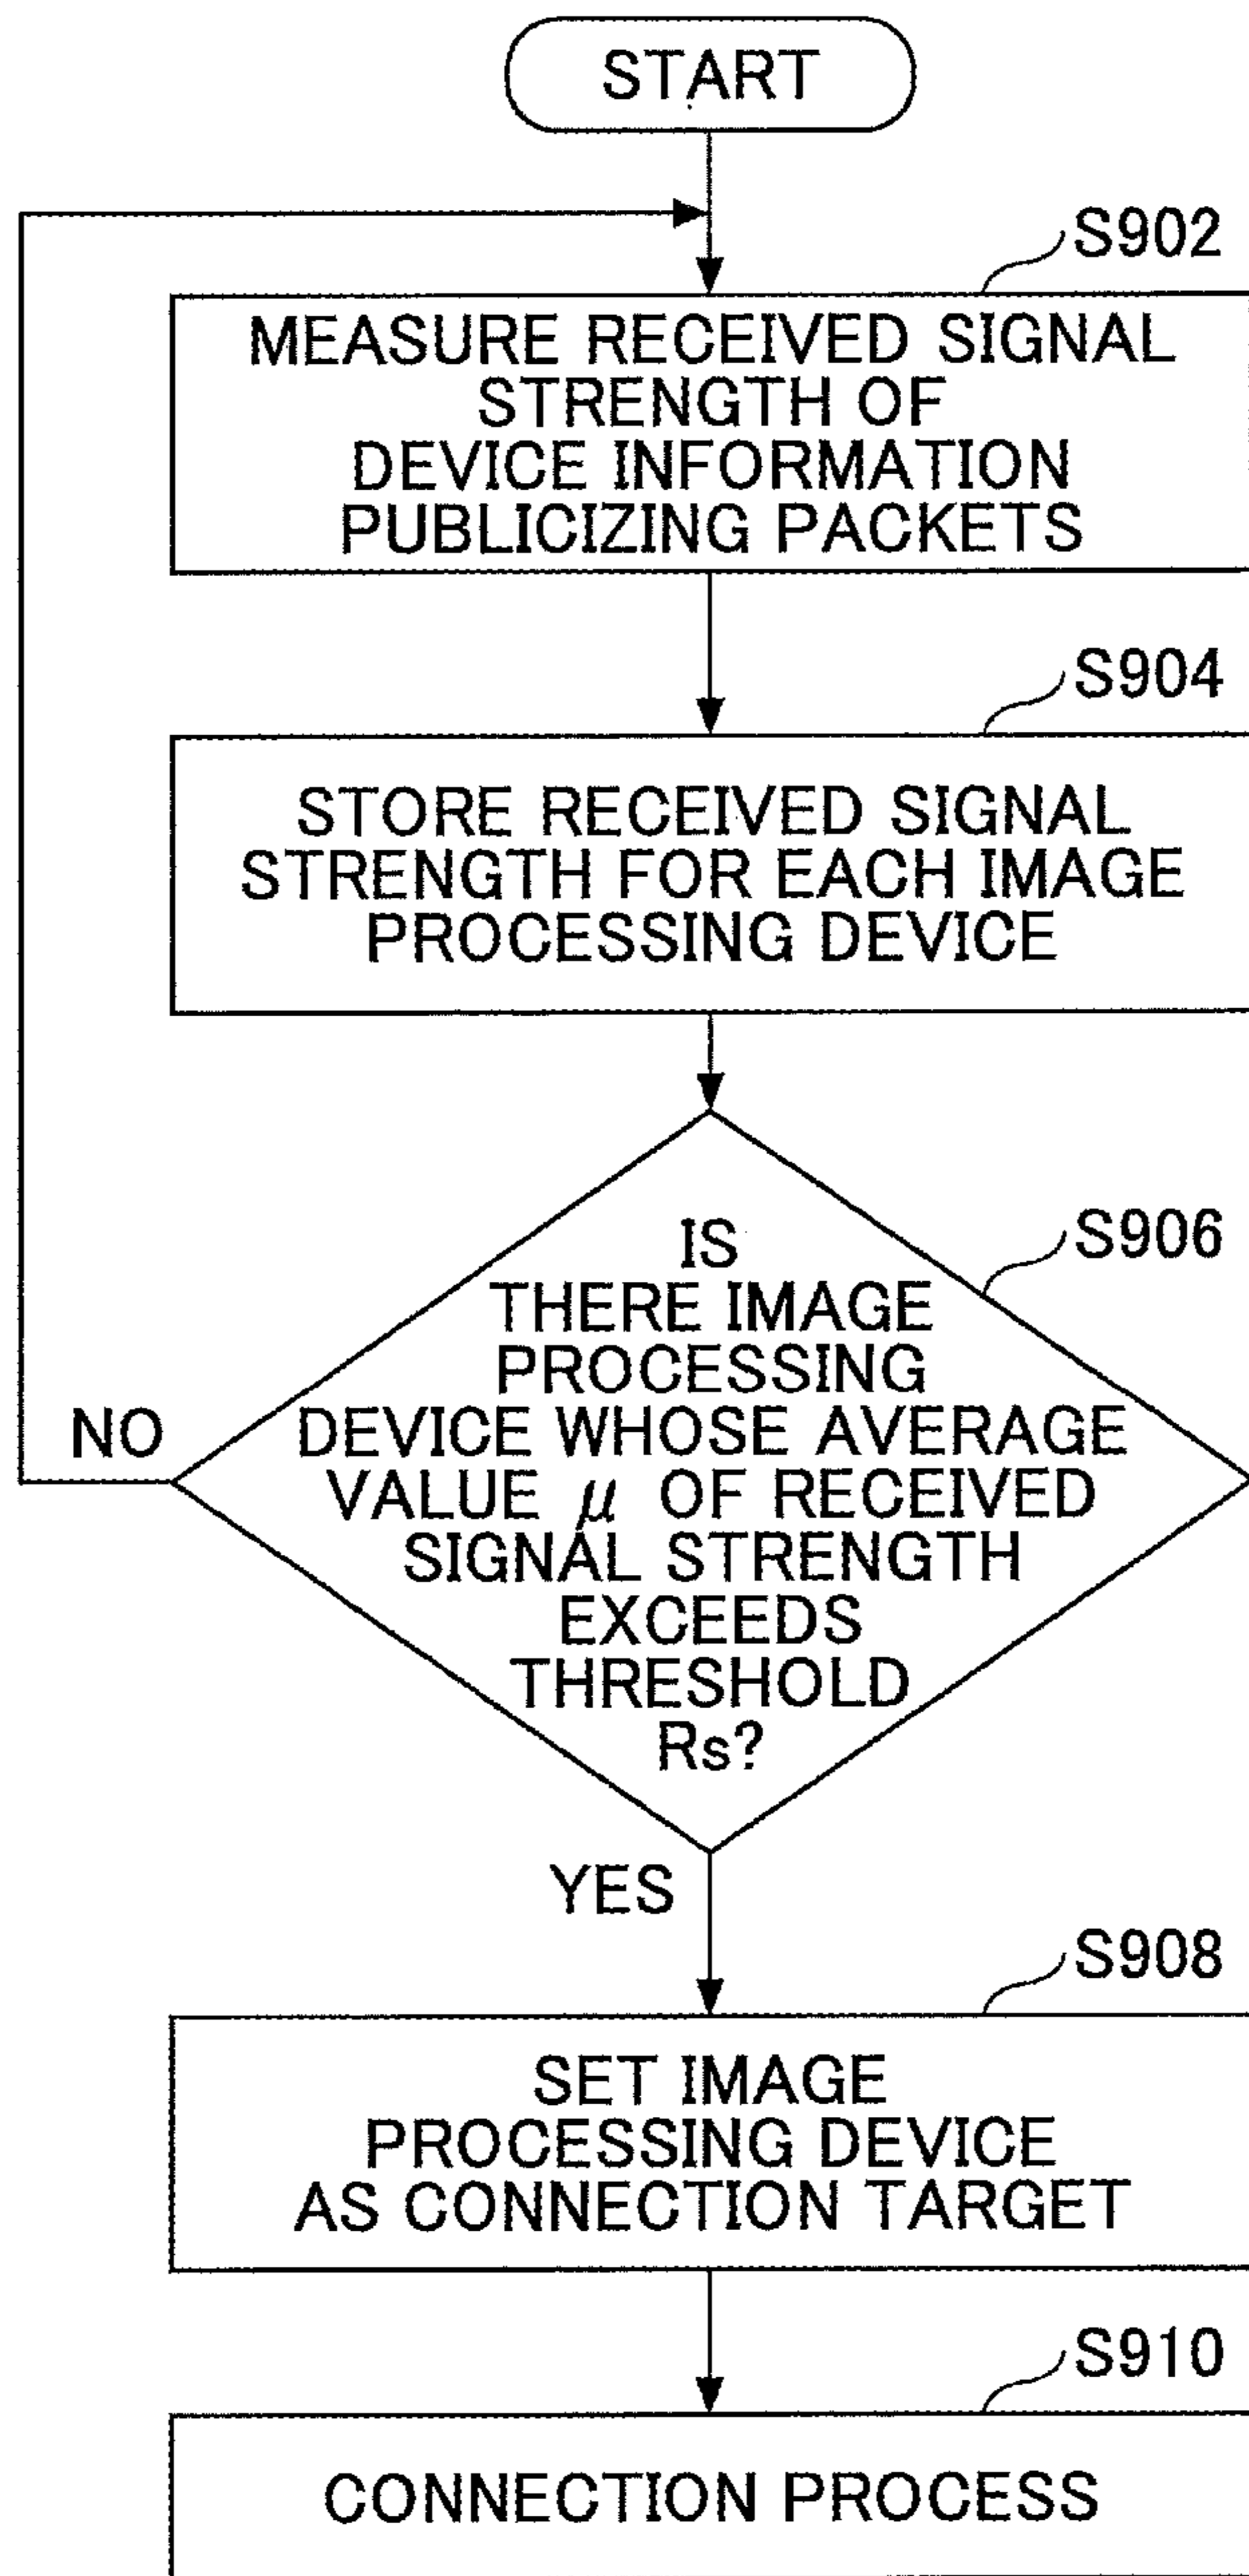 START
S902
MEASURE RECEIVED SIGNAL
STRENGTH OF
DEVICE INFORMATION
PUBLICIZING PACKETS
S904
STORE RECEIVED SIGNAL
STRENGTH FOR EACH IMAGE
PROCESSING DEVICE
S906
IS
THERE IMAGE
PROCESSING
DEVICE WHOSE AVERAGE
VALUE μ OF RECEIVED
SIGNAL STRENGTH
EXCEEDS
THRESHOLD
Rs?
NO
YES
S908
SET IMAGE
PROCESSING DEVICE
AS CONNECTION TARGET
S910
CONNECTION PROCESS